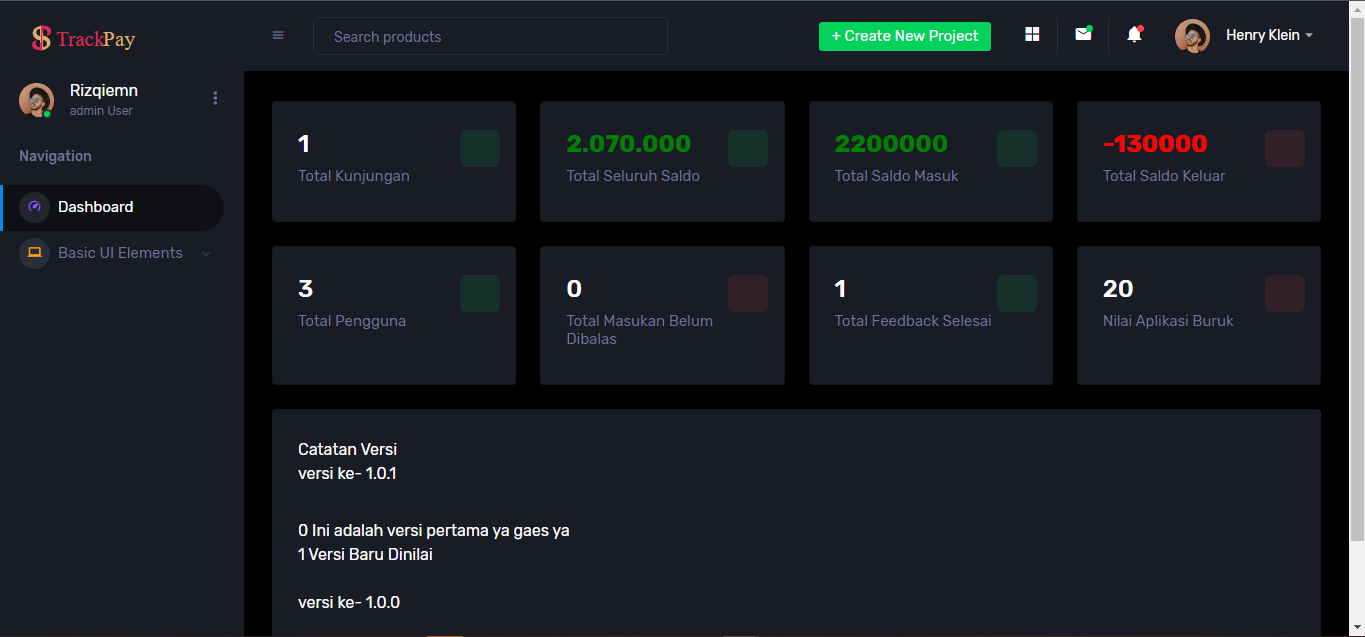 $ TrackPay
Search products
+ Create New Project
Henry Klein
Rizqiemn
admin User
Navigation
Dashboard
Basic UI Elements
1
Total Kunjungan
2.070.000
Total Seluruh Saldo
2200000
Total Saldo Masuk
-130000
Total Saldo Keluar
3
Total Pengguna
0
Total Masukan Belum
Dibalas
1
Total Feedback Selesai
20
Nilai Aplikasi Buruk
Catatan Versi
versi ke- 1.0.1
0 Ini adalah versi pertama ya gaes ya
1 Versi Baru Dinilai
versi ke- 1.0.0